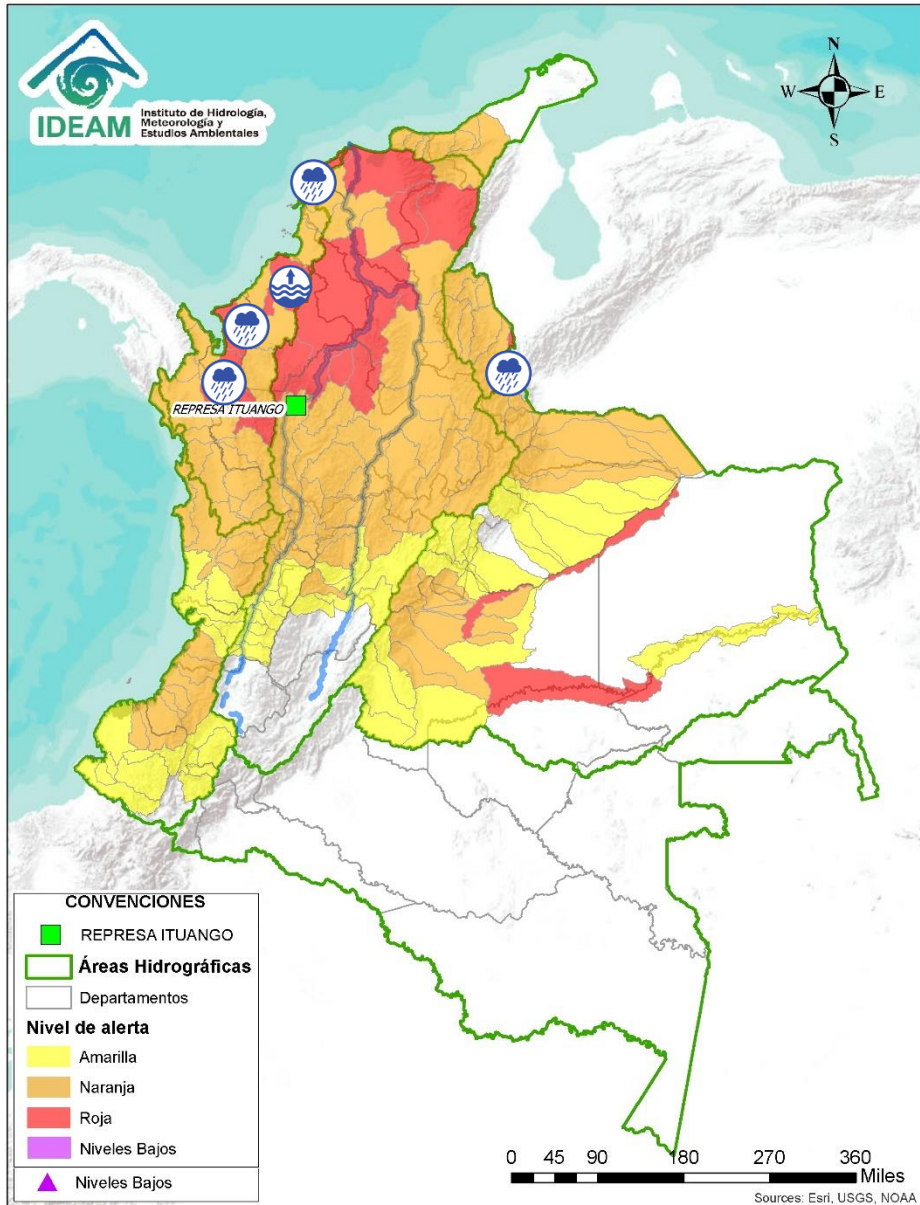 IDEAM
Instituto de Hidrología,
Meteorología y
Estudios Ambientales
N
W
E
S
REPRESA ITUANGO
CONVENCIONES
REPRESA ITUANGO
Áreas Hidrográficas
Departamentos
Nivel de alerta
Amarilla
Naranja
Roja
Niveles Bajos
Niveles Bajos
0 45 90 180 270 360
Miles
Sources: Esri, USGS, NOAA